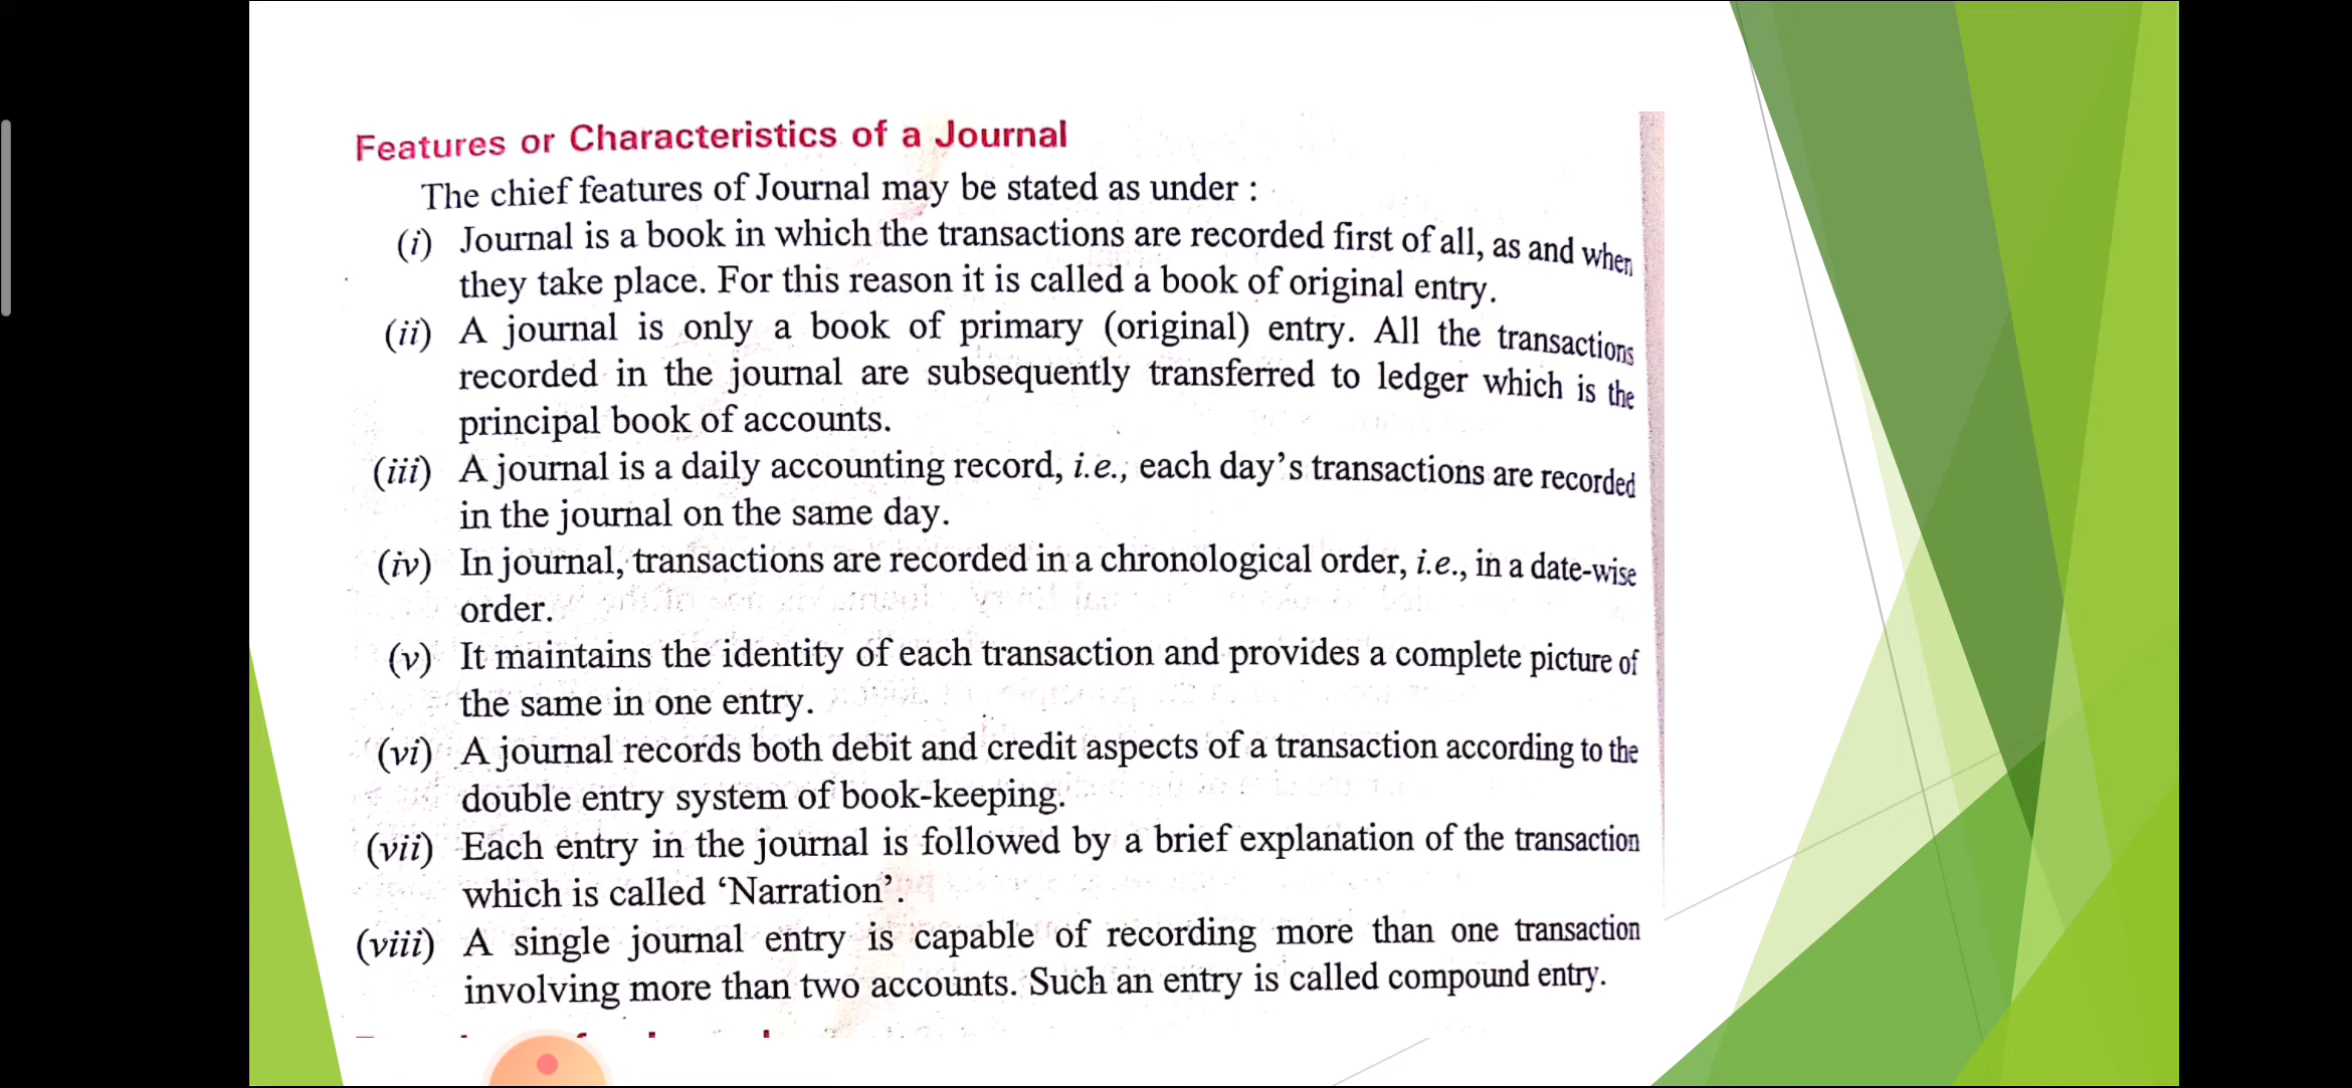 Features or Characteristics of a Journal
The chief features of Journal may be stated as under :
(i) Journal is a book in which the transactions are recorded first of all, as and when
they take place. For this reason it is called a book of original entry.
(ii) A journal is only a book of primary (original) entry. All the transactions
recorded in the journal are subsequently transferred to ledger which is the
principal book of accounts.
(iii) A journal is a daily accounting record, i.e., each day’s transactions are recorded
in the journal on the same day.
(iv) In journal, transactions are recorded in a chronological order, i.e., in a date-wise
order.
(v) It maintains the identity of each transaction and provides a complete picture of
the same in one entry.
(vi) A journal records both debit and credit aspects of a transaction according to the
double entry system of book-keeping.
(vii) Each entry in the journal is followed by a brief explanation of the transaction
which is called ‘Narration’.
(viii) A single journal entry is capable of recording more than one transaction
involving more than two accounts. Such an entry is called compound entry.